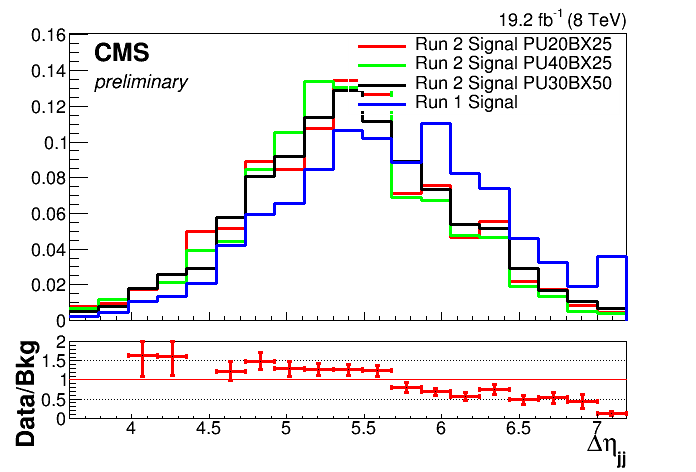 19.2 fb⁻¹ (8 TeV)
CMS
preliminary
Run 2 Signal PU20BX25
Run 2 Signal PU40BX25
Run 2 Signal PU30BX50
Run 1 Signal
0.16
0.14
0.12
0.1
0.08
0.06
0.04
0.02
0
Data/Bkg
2
1.5
1
0.5
0
4 4.5 5 5.5 6 6.5 7
Δηjj